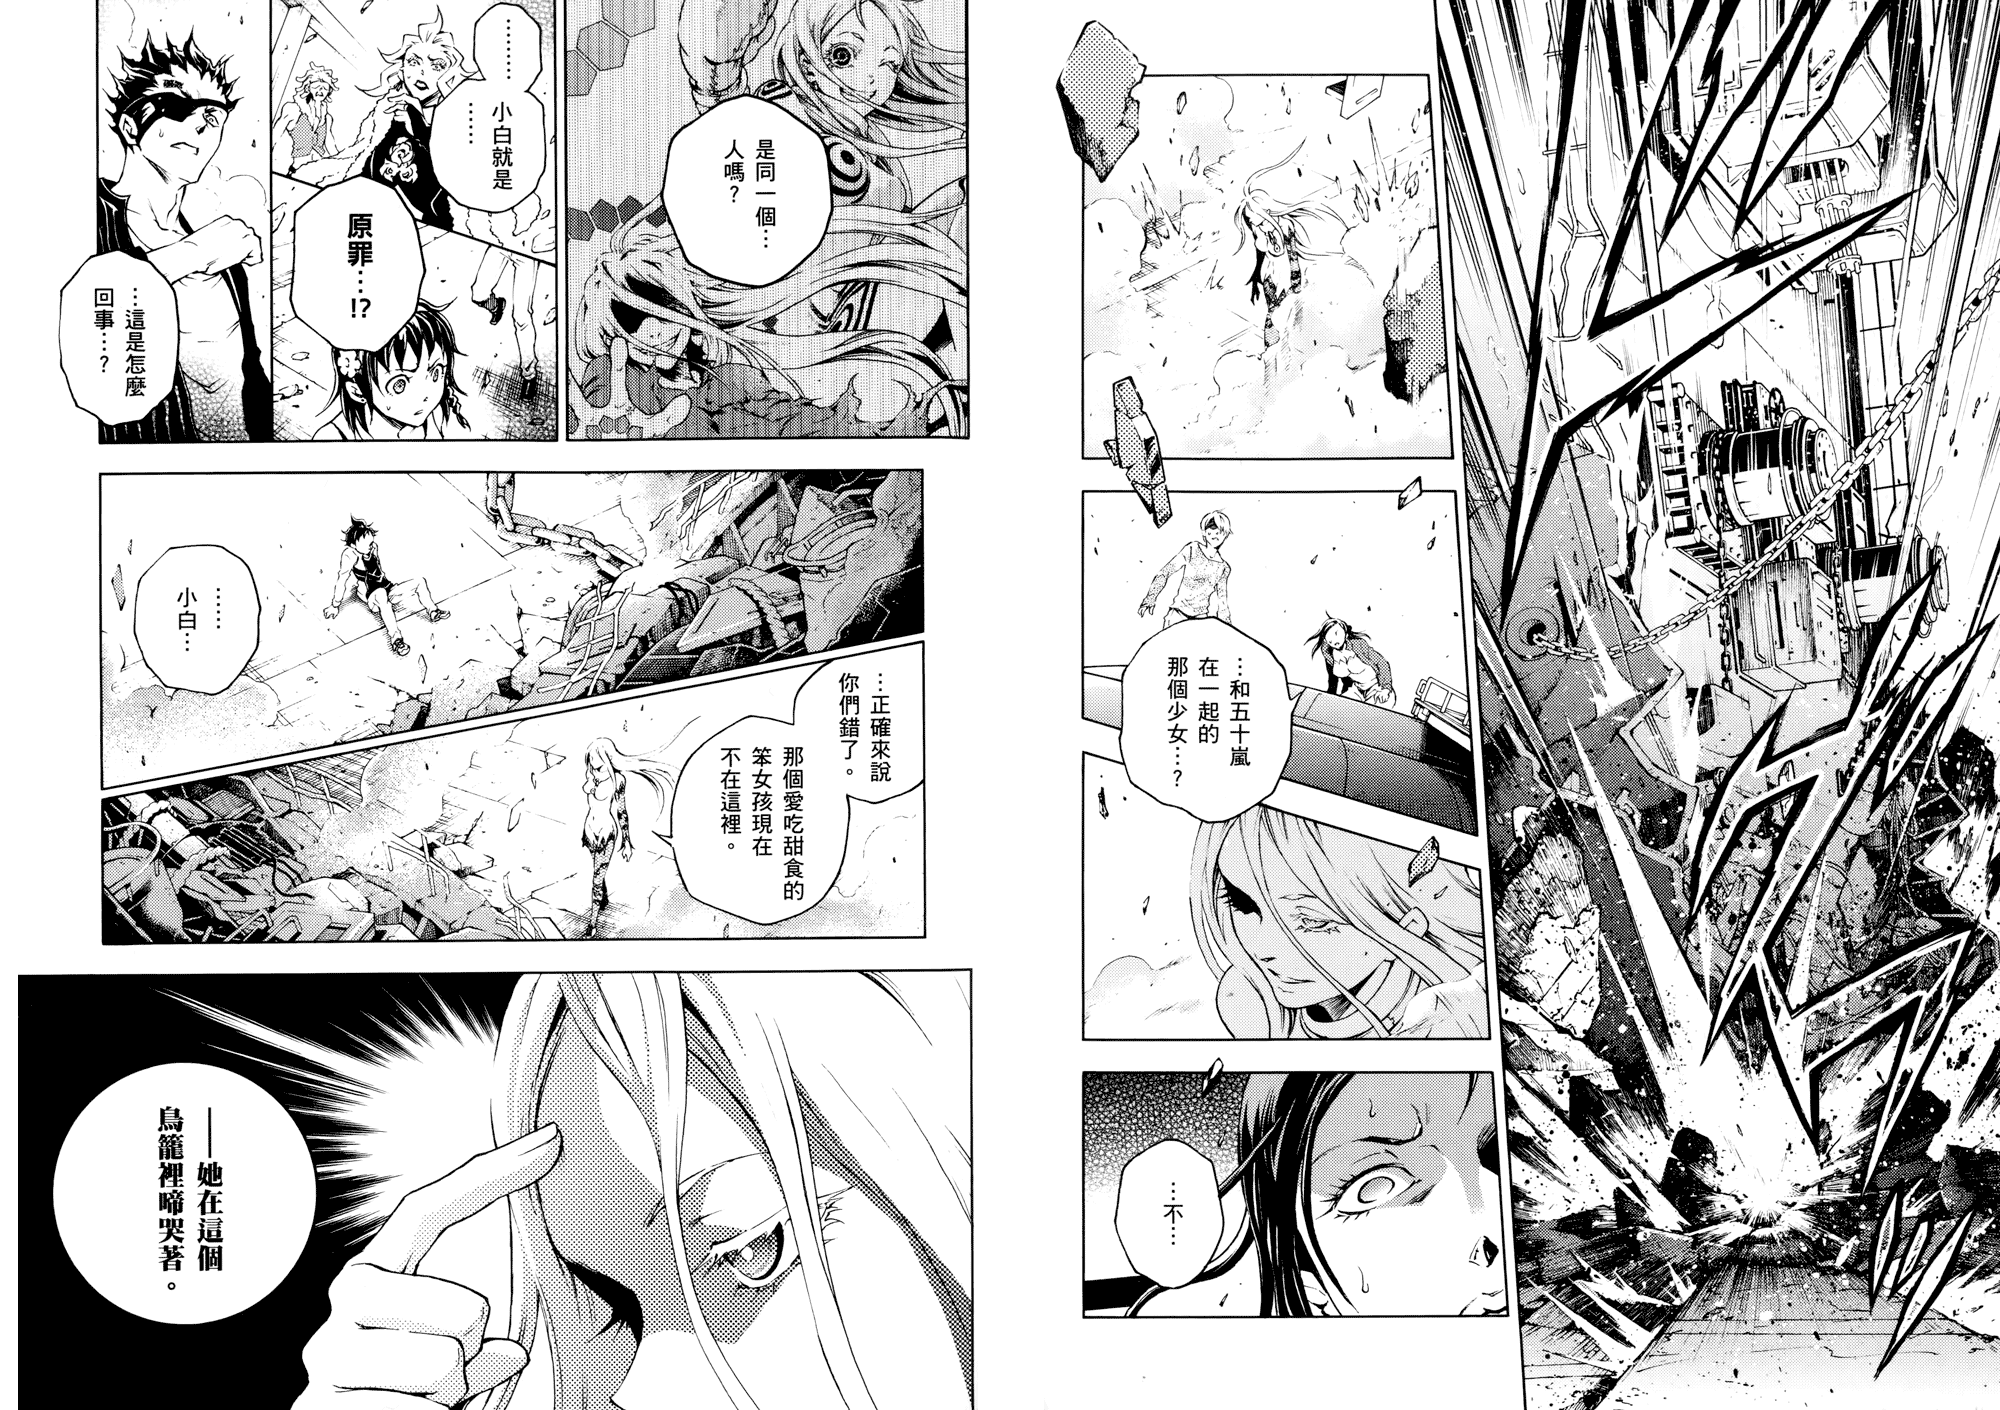 …和五十嵐
在一起的
那個少女…?
…不…
是同一個…
人嗎?
………
小白就是
……
原罪…!?
…這是怎麼
回事…?
……
小白…
…正確來說
你們錯了。
那個愛吃甜食的
笨女孩現在
不在這裡。
——她在這個
鳥籠裡啼哭著。